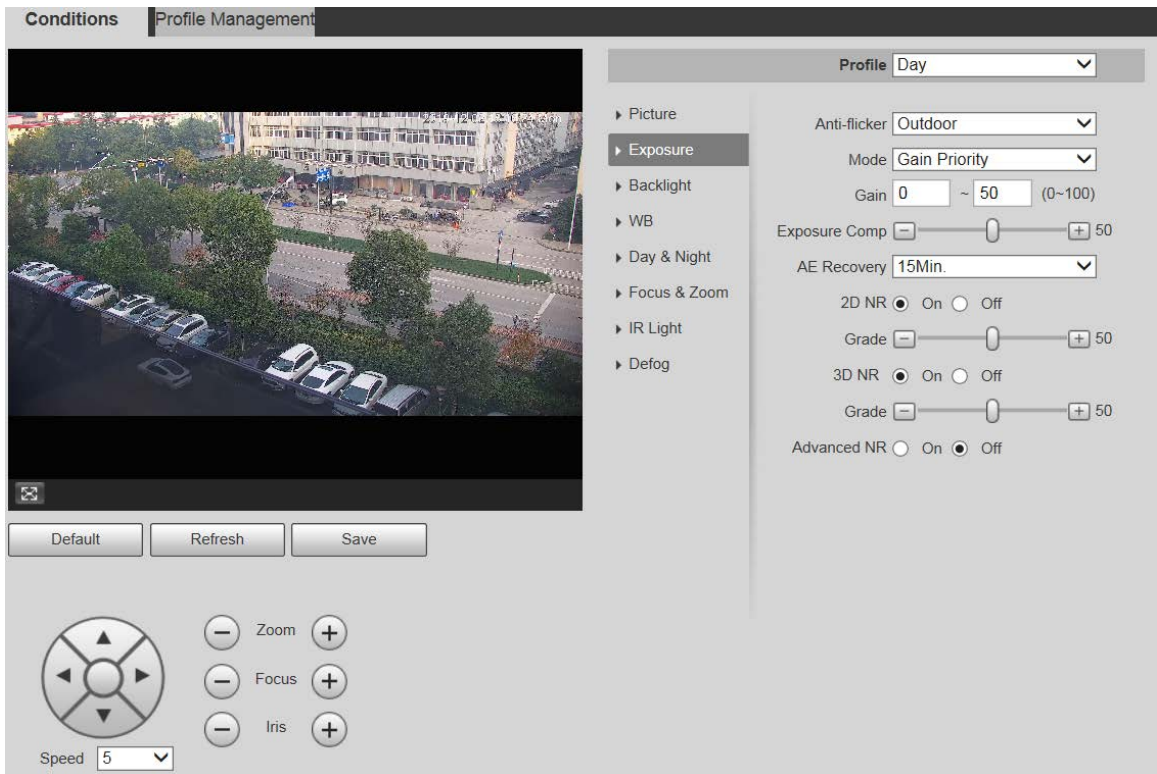 Conditions Profile Management
Profile Day
Picture
Exposure
Backlight
WB
Day & Night
Focus & Zoom
IR Light
Defog
Anti-flicker Outdoor
Mode Gain Priority
Gain 0 ~ 50 (0~100)
Exposure Comp 50
AE Recovery 15Min.
2D NR On Off
Grade 50
3D NR On Off
Grade 50
Advanced NR On Off
Default Refresh Save
Zoom
Focus
Iris
Speed 5